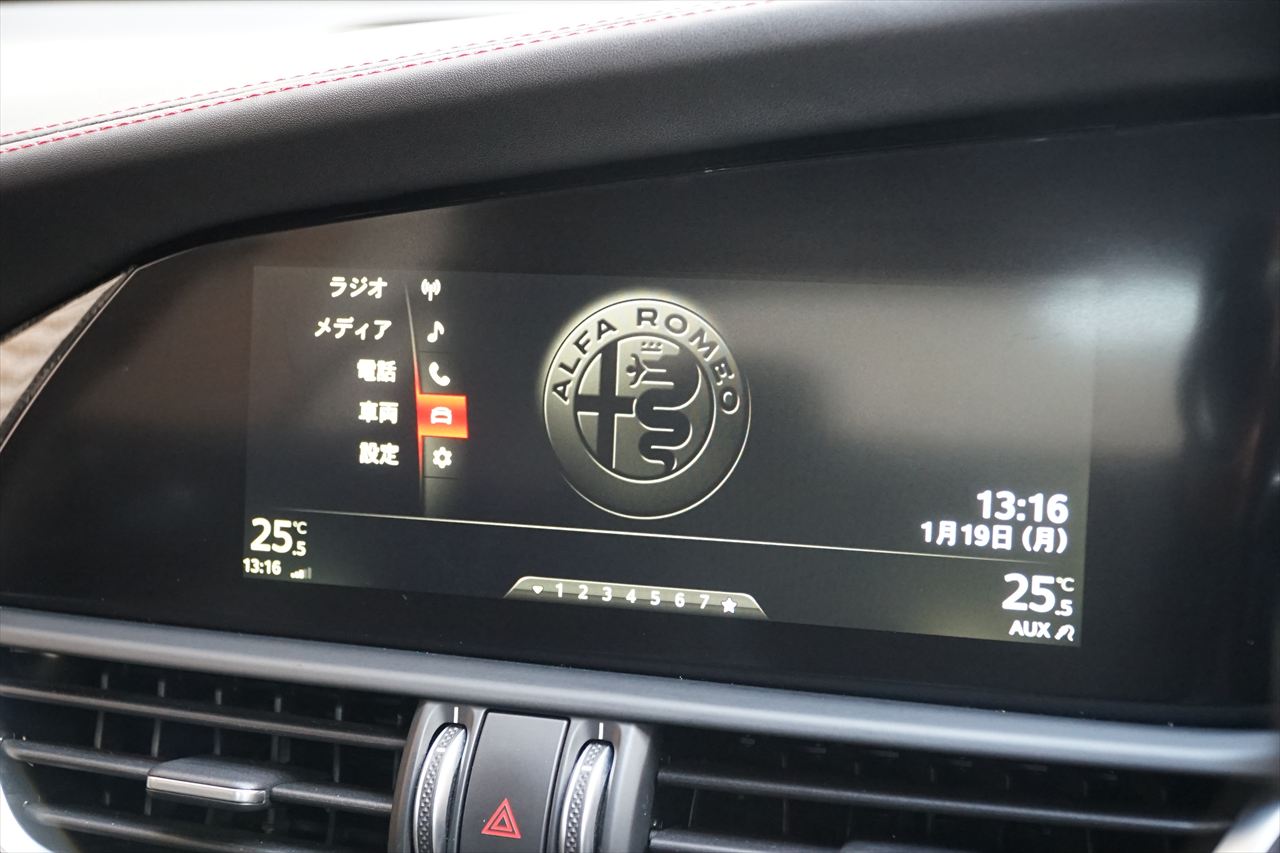 ラジオ
メディア
電話
車両
設定
ALFA ROMEO
13:16
1月19日 (月)
25.5℃
13:16
1 2 3 4 5 6 7
25.5℃
AUX